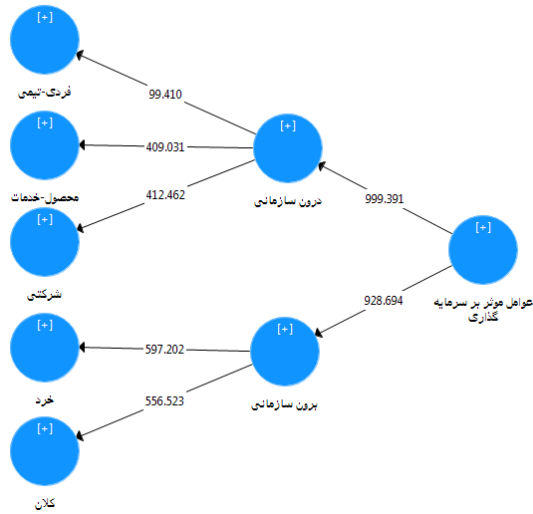 [+]
فردی-تیمی
99.410
[+]
[+]
409.031
محصول-خدمات
412.462
درون سازمانی
[+]
999.391
شرکتی
[+]
عوامل موثر بر سرمایه
گذاری
928.694
[+]
[+]
597.202
خرد
556.523
برون سازمانی
[+]
کلان